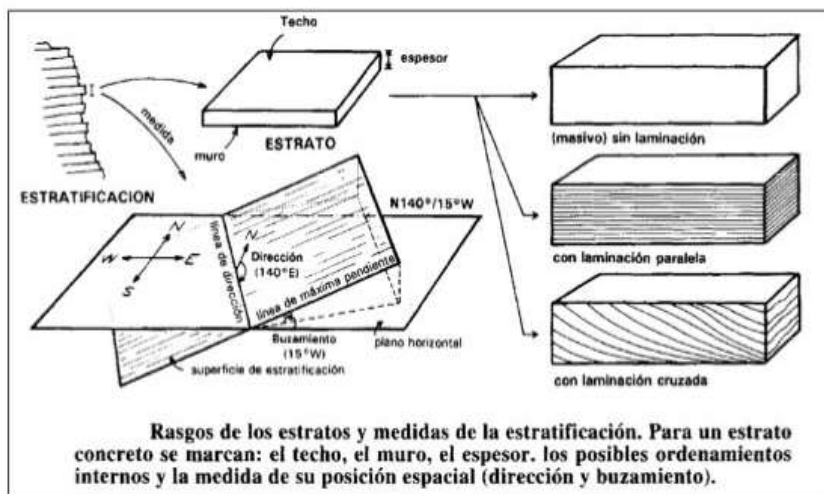 Techo
espesor
medida
muro
ESTRATO
ESTRATIFICACION
(masivo) sin laminación
N140°/15°W
N
W
E
S
línea de dirección
N
Dirección
(140°E)
línea de máxima pendiente
con laminación paralela
Buzamiento
(15°W)
plano horizontal
superficie de estratificación
con laminación cruzada
Rasgos de los estratos y medidas de la estratificación. Para un estrato
concreto se marcan: el techo, el muro, el espesor. los posibles ordenamientos
internos y la medida de su posición espacial (dirección y buzamiento).